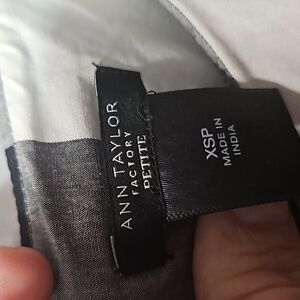 ANN TAYLOR
FACTORY
PETITE
XSP
MADE IN
INDIA